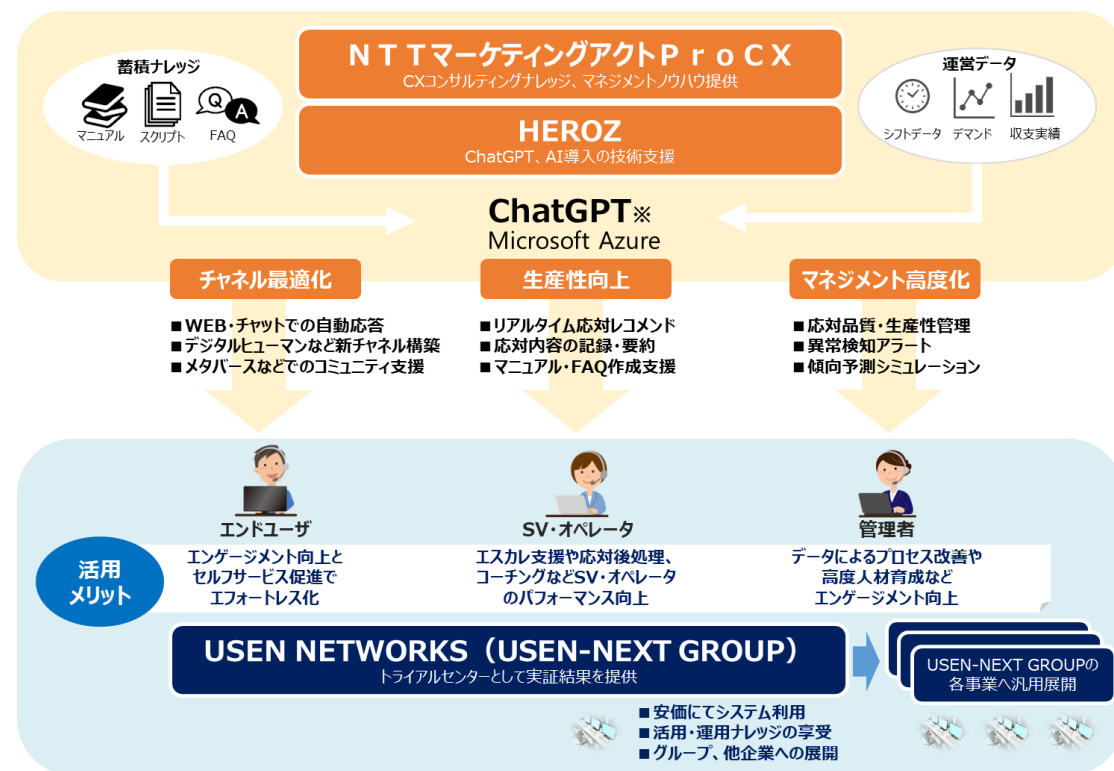 NTTマーケティングアクトProCX
CXコンサルティングナレッジ、マネジメントノウハウ提供
蓄積ナレッジ
Q
A
マニュアル
スクリプト
FAQ
運営データ
シフトデータ
デマンド
収支実績
HEROZ
ChatGPT、AI導入の技術支援
ChatGPT※
Microsoft Azure
チャネル最適化
■WEB・チャットでの自動応答
■デジタルヒューマンなど新チャネル構築
■メタバースなどでのコミュニティ支援
生産性向上
■リアルタイム応対レコメンド
■応対内容の記録・要約
■マニュアル・FAQ作成支援
マネジメント高度化
■応対品質・生産性管理
■異常検知アラート
■傾向予測シミュレーション
活用
メリット
エンドユーザ
エンゲージメント向上と
セルフサービス促進で
エフォートレス化
SV・オペレータ
エスカレ支援や応対後処理、
コーチングなどSV・オペレータ
のパフォーマンス向上
管理者
データによるプロセス改善や
高度人材育成など
エンゲージメント向上
USEN NETWORKS（USEN-NEXT GROUP）
トライアルセンターとして実証結果を提供
USEN-NEXT GROUPの
各事業へ汎用展開
■安価にてシステム利用
■活用・運用ナレッジの享受
■グループ、他企業への展開